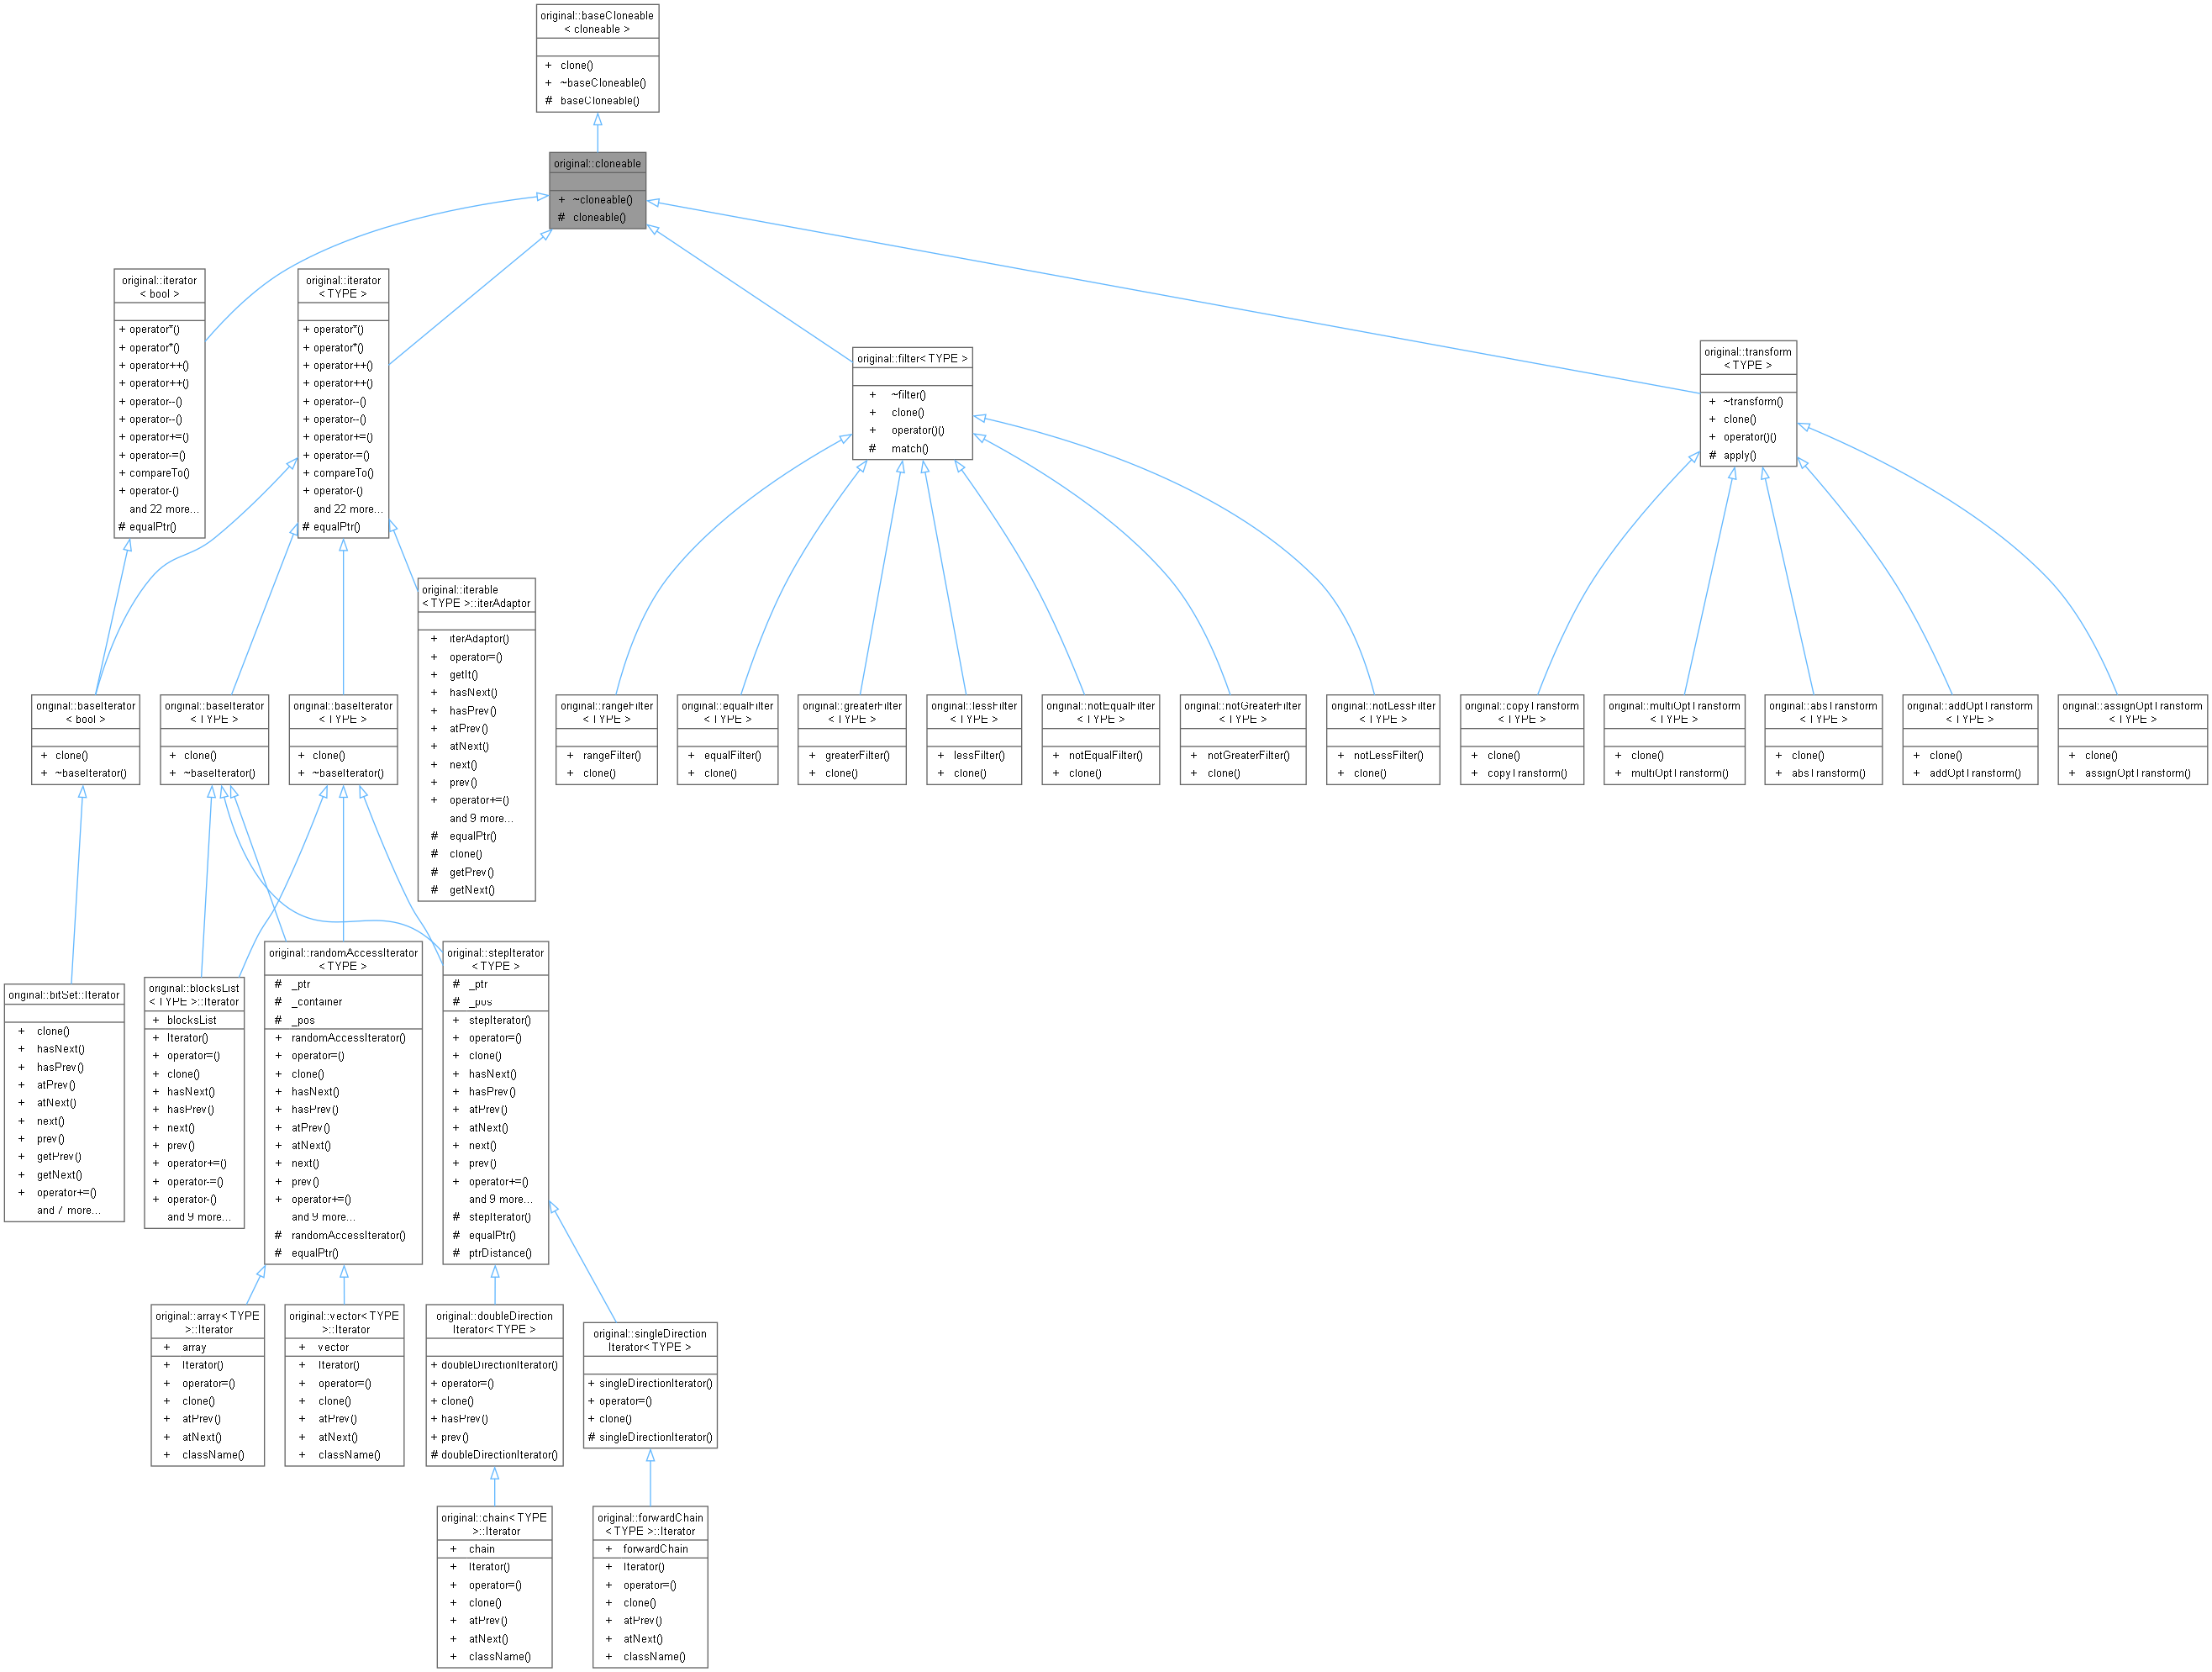 original::baseCloneable
< cloneable >
+ clone()
+ ~baseCloneable()
# baseCloneable()
original::cloneable
+ ~cloneable()
# cloneable()
original::iterator
< bool >
+ operator*()
+ operator*()
+ operator++()
+ operator++()
+ operator--()
+ operator--()
+ operator+=()
+ operator-=()
+ compareTo()
+ operator-()
and 22 more...
# equalPtr()
original::iterator
< TYPE >
+ operator*()
+ operator*()
+ operator++()
+ operator++()
+ operator--()
+ operator--()
+ operator+=()
+ operator-=()
+ compareTo()
+ operator-()
and 22 more...
# equalPtr()
original::filter< TYPE >
+ ~filter()
+ clone()
+ operator()()
# match()
original::transform
< TYPE >
+ ~transform()
+ clone()
+ operator()()
# apply()
original::iterable
< TYPE >::iterAdaptor
+ iterAdaptor()
+ operator=()
+ getIt()
+ hasNext()
+ hasPrev()
+ atPrev()
+ atNext()
+ next()
+ prev()
+ operator+=()
and 9 more...
# equalPtr()
# clone()
# getPrev()
# getNext()
original::baseIterator
< bool >
+ clone()
+ ~baseIterator()
original::baseIterator
< TYPE >
+ clone()
+ ~baseIterator()
original::baseIterator
< TYPE >
+ clone()
+ ~baseIterator()
original::rangeFilter
< TYPE >
+ rangeFilter()
+ clone()
original::equalFilter
< TYPE >
+ equalFilter()
+ clone()
original::greaterFilter
< TYPE >
+ greaterFilter()
+ clone()
original::lessFilter
< TYPE >
+ lessFilter()
+ clone()
original::notEqualFilter
< TYPE >
+ notEqualFilter()
+ clone()
original::notGreaterFilter
< TYPE >
+ notGreaterFilter()
+ clone()
original::notLessFilter
< TYPE >
+ notLessFilter()
+ clone()
original::copyTransform
< TYPE >
+ clone()
+ copyTransform()
original::multiOptTransform
< TYPE >
+ clone()
+ multiOptTransform()
original::absTransform
< TYPE >
+ clone()
+ absTransform()
original::addOptTransform
< TYPE >
+ clone()
+ addOptTransform()
original::assignOptTransform
< TYPE >
+ clone()
+ assignOptTransform()
original::bitSet::Iterator
+ clone()
+ hasNext()
+ hasPrev()
+ atPrev()
+ atNext()
+ next()
+ prev()
+ getPrev()
+ getNext()
+ operator+=()
and 7 more...
original::blocksList
< TYPE >::Iterator
+ blocksList
+ Iterator()
+ operator=()
+ clone()
+ hasNext()
+ hasPrev()
+ next()
+ prev()
+ operator+=()
+ operator-=()
+ operator-()
and 9 more...
original::randomAccessIterator
< TYPE >
# _ptr
# _container
# _pos
+ randomAccessIterator()
+ operator=()
+ clone()
+ hasNext()
+ hasPrev()
+ atPrev()
+ atNext()
+ next()
+ prev()
+ operator+=()
and 9 more...
# randomAccessIterator()
# equalPtr()
original::stepIterator
< TYPE >
# _ptr
# _pos
+ stepIterator()
+ operator=()
+ clone()
+ hasNext()
+ hasPrev()
+ atPrev()
+ atNext()
+ next()
+ prev()
+ operator+=()
and 9 more...
# stepIterator()
# equalPtr()
# ptrDistance()
original::array< TYPE
>::Iterator
+ array
+ Iterator()
+ operator=()
+ clone()
+ atPrev()
+ atNext()
+ className()
original::vector< TYPE
>::Iterator
+ vector
+ Iterator()
+ operator=()
+ clone()
+ atPrev()
+ atNext()
+ className()
original::doubleDirection
Iterator< TYPE >
+ doubleDirectionIterator()
+ operator=()
+ clone()
+ hasPrev()
+ prev()
# doubleDirectionIterator()
original::singleDirection
Iterator< TYPE >
+ singleDirectionIterator()
+ operator=()
+ clone()
# singleDirectionIterator()
original::chain< TYPE
>::Iterator
+ chain
+ Iterator()
+ operator=()
+ clone()
+ atPrev()
+ atNext()
+ className()
original::forwardChain
< TYPE >::Iterator
+ forwardChain
+ Iterator()
+ operator=()
+ clone()
+ atPrev()
+ atNext()
+ className()